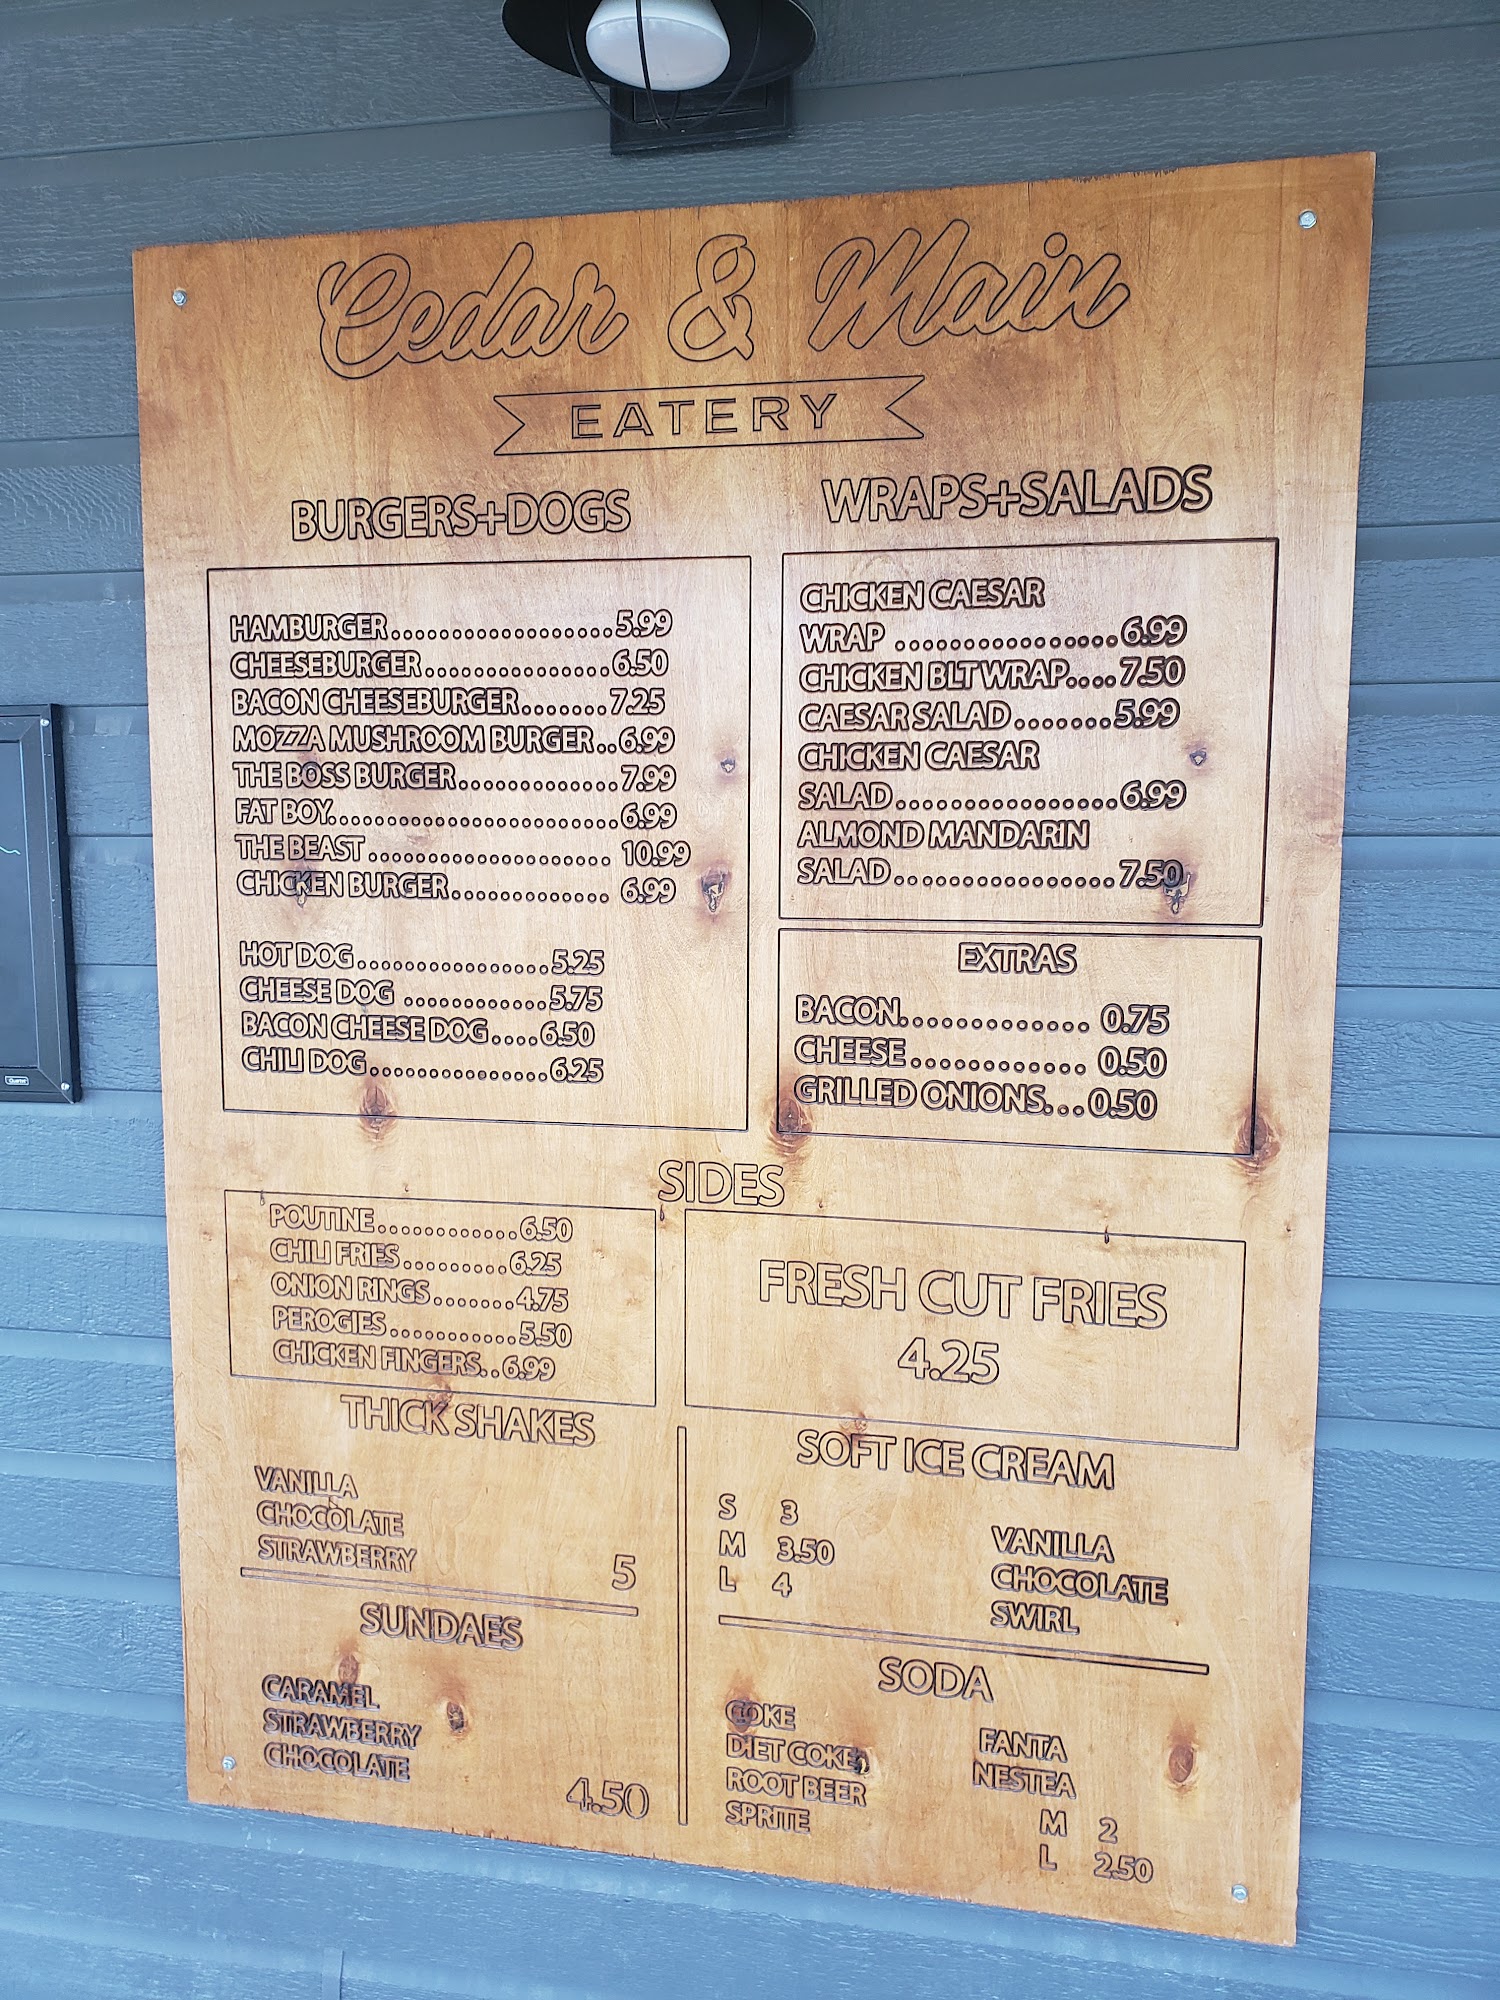 Cedar & Main
EATERY
BURGERS+DOGS
HAMBURGER..................5.99
CHEESEBURGER...............6.50
BACON CHEESEBURGER.......7.25
MOZZA MUSHROOM BURGER..6.99
THE BOSS BURGER.............7.99
FAT BOY........................6.99
THE BEAST.................... 10.99
CHICKEN BURGER............. 6.99
HOT DOG................5.25
CHEESE DOG ............5.75
BACON CHEESE DOG....6.50
CHILI DOG...............6.25
WRAPS+SALADS
CHICKEN CAESAR
WRAP ................6.99
CHICKEN BLT WRAP....7.50
CAESAR SALAD.......5.99
CHICKEN CAESAR
SALAD................6.99
ALMOND MANDARIN
SALAD................7.50
EXTRAS
BACON.............. 0.75
CHEESE............. 0.50
GRILLED ONIONS...0.50
SIDES
POUTINE............6.50
CHILI FRIES.........6.25
ONION RINGS.......4.75
PEROGIES...........5.50
CHICKEN FINGERS..6.99
FRESH CUT FRIES
4.25
THICK SHAKES
VANILLA
CHOCOLATE
STRAWBERRY 5
SUNDAES
CARAMEL
STRAWBERRY
CHOCOLATE
4.50
SOFT ICE CREAM
S 3
M 3.50
L 4
VANILLA
CHOCOLATE
SWIRL
SODA
COKE
DIET COKE
ROOT BEER
SPRITE
FANTA
NESTEA
M 2
L 2.50